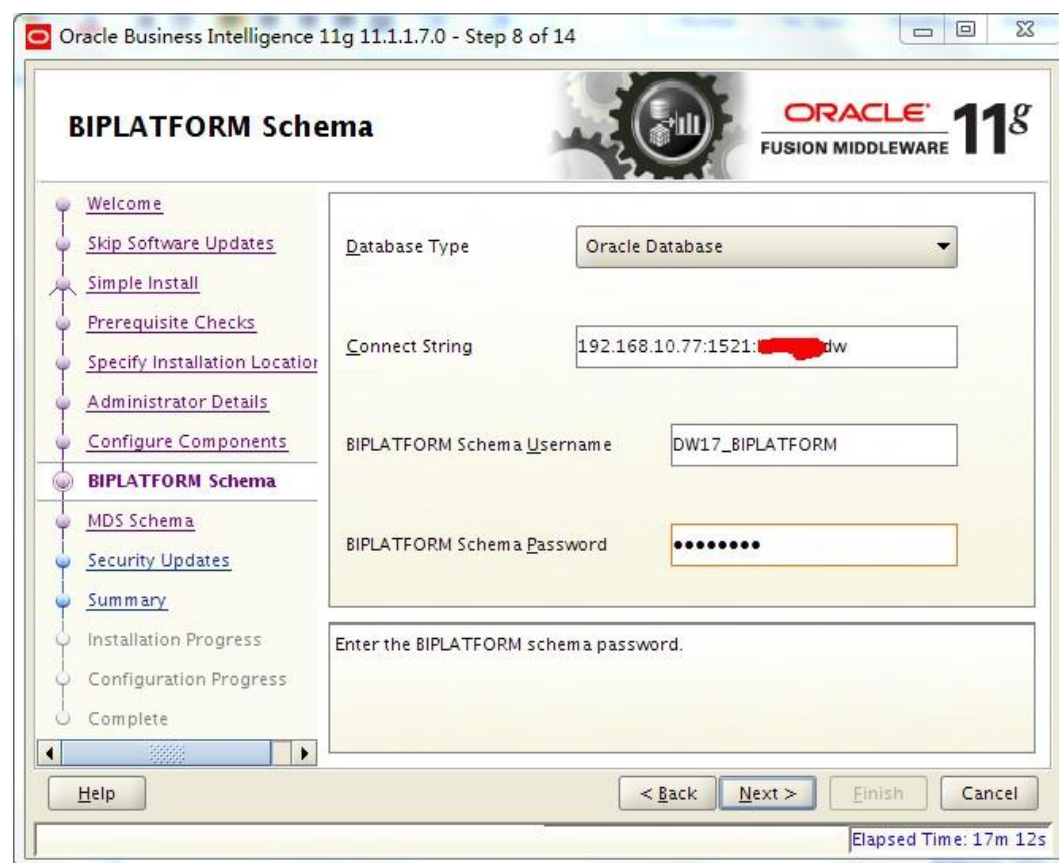 Oracle Business Intelligence 11g 11.1.1.7.0 - Step 8 of 14
BIPLATFORM Schema
ORACLE
FUSION MIDDLEWARE 11g
Welcome
Skip Software Updates
Simple Install
Prerequisite Checks
Specify Installation Location
Administrator Details
Configure Components
BIPLATFORM Schema
MDS Schema
Security Updates
Summary
Installation Progress
Configuration Progress
Complete
Database Type
Oracle Database
Connect String
192.168.10.77:1521: dw
BIPLATFORM Schema Username
DW17_BIPLATFORM
BIPLATFORM Schema Password
••••••••
Enter the BIPLATFORM schema password.
Help
< Back
Next >
Finish
Cancel
Elapsed Time: 17m 12s